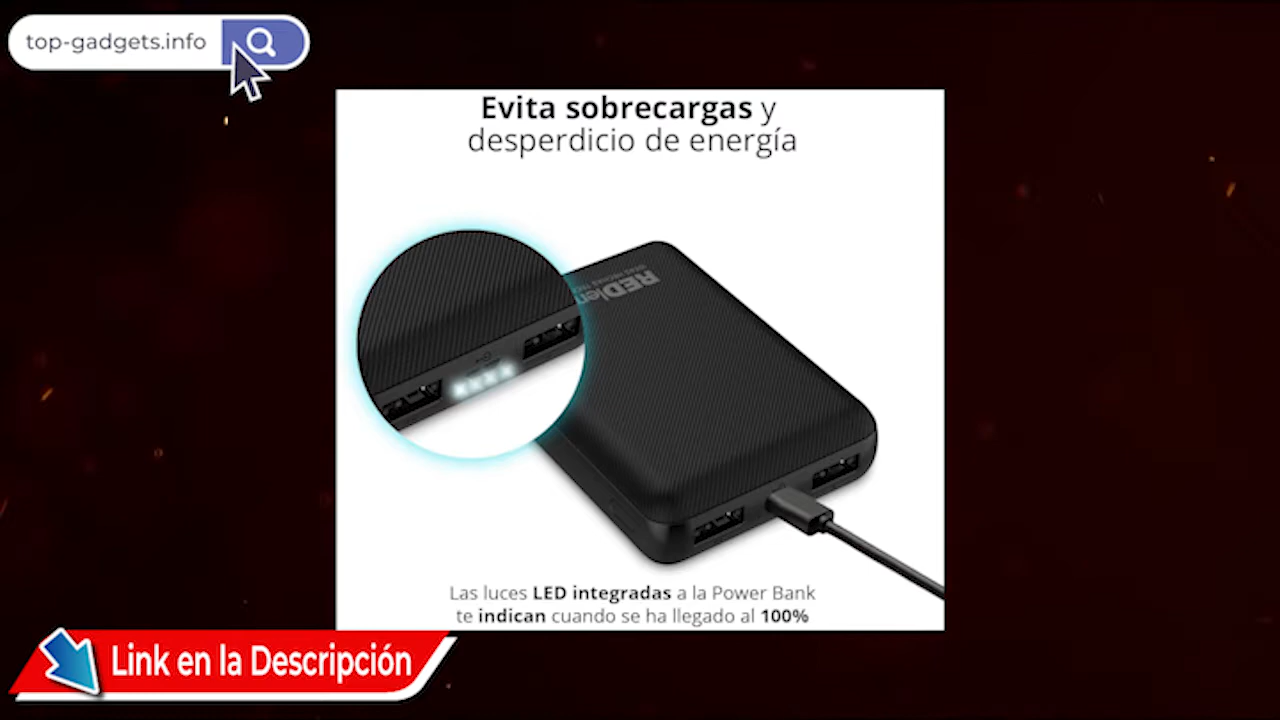 top-gadgets.info
Evita sobrecargas y
desperdicio de energía
REDlem
Las luces LED integradas a la Power Bank
te indican cuando se ha llegado al 100%
Link en la Descripción